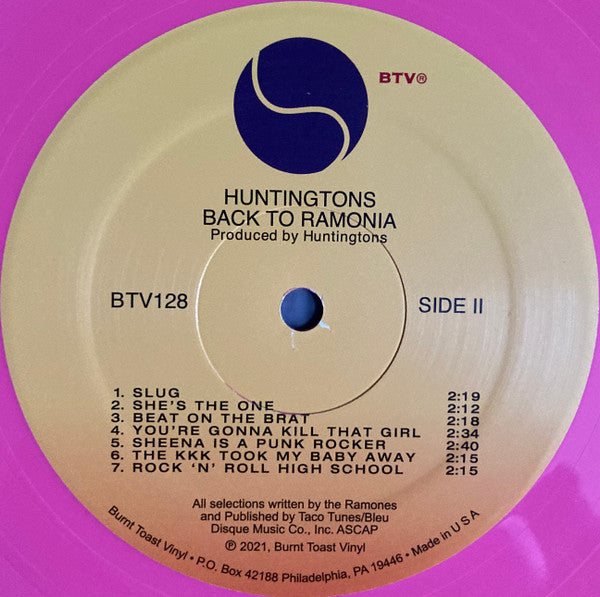 BTV®
HUNTINGTONS
BACK TO RAMONIA
Produced by Huntingtons
BTV128
SIDE II
1. SLUG 2:19
2. SHE'S THE ONE 2:12
3. BEAT ON THE BRAT 2:18
4. YOU'RE GONNA KILL THAT GIRL 2:34
5. SHEENA IS A PUNK ROCKER 2:40
6. THE KKK TOOK MY BABY AWAY 2:15
7. ROCK 'N' ROLL HIGH SCHOOL 2:15
All selections written by the Ramones
and Published by Taco Tunes/Bleu
Disque Music Co., Inc. ASCAP
℗ 2021, Burnt Toast Vinyl
Burnt Toast Vinyl • P.O. Box 42188 Philadelphia, PA 19446 • Made in U S A